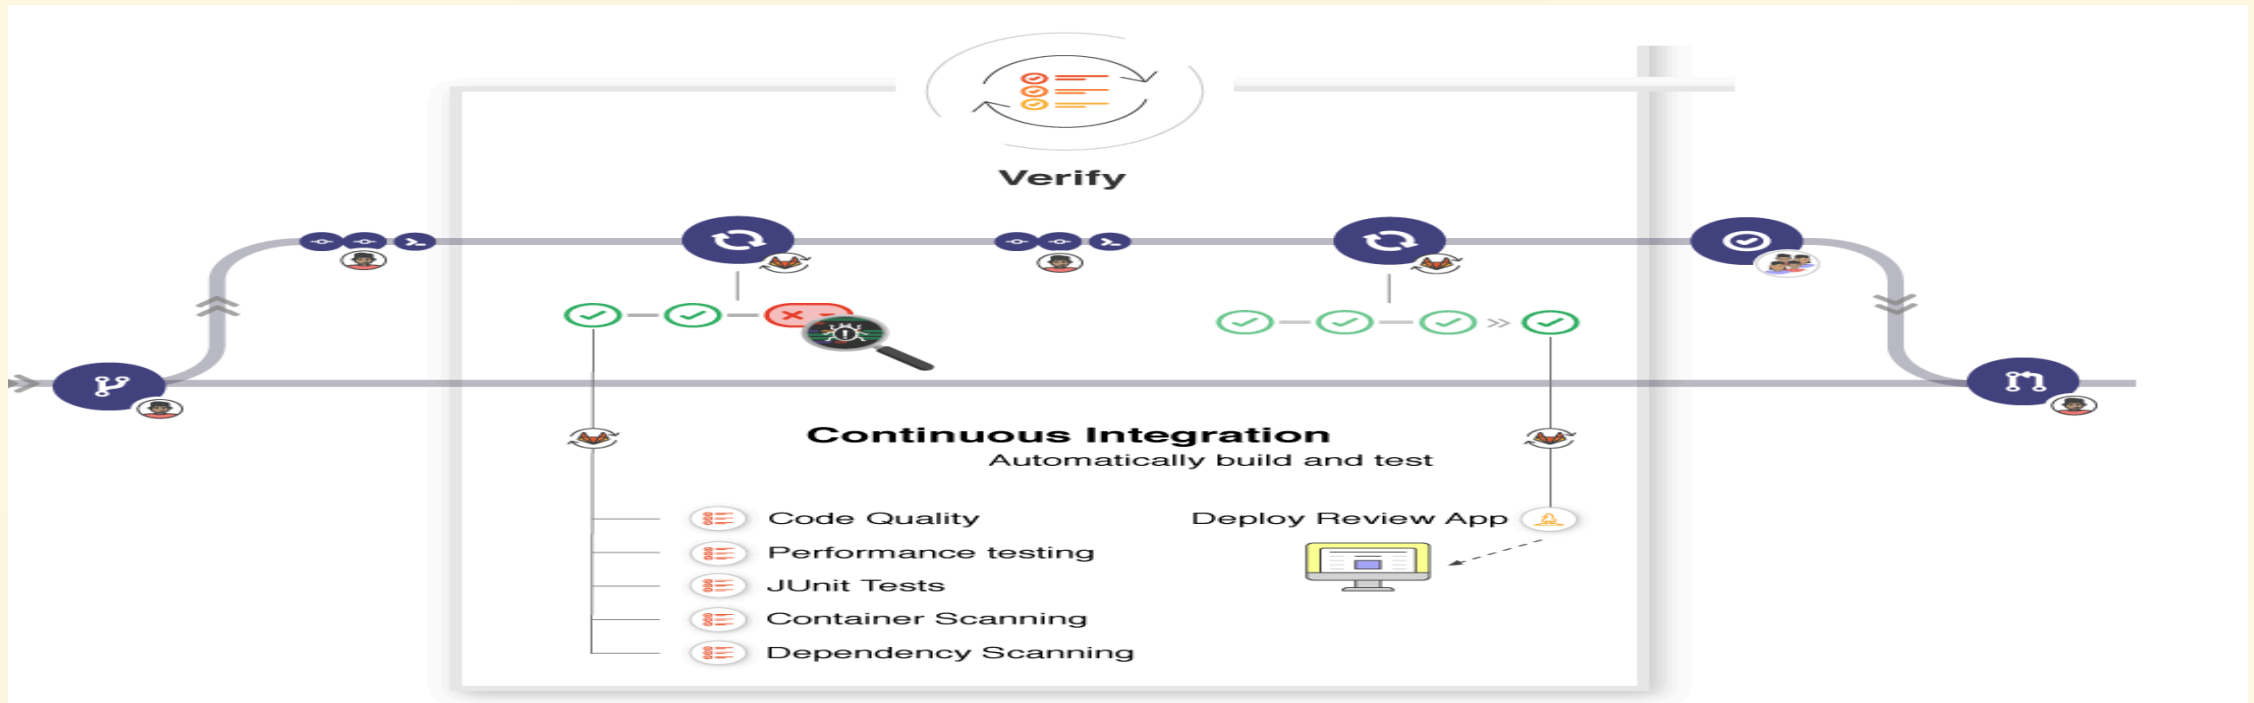 Verify
Continuous Integration
Automatically build and test
Code Quality
Performance testing
JUnit Tests
Container Scanning
Dependency Scanning
Deploy Review App